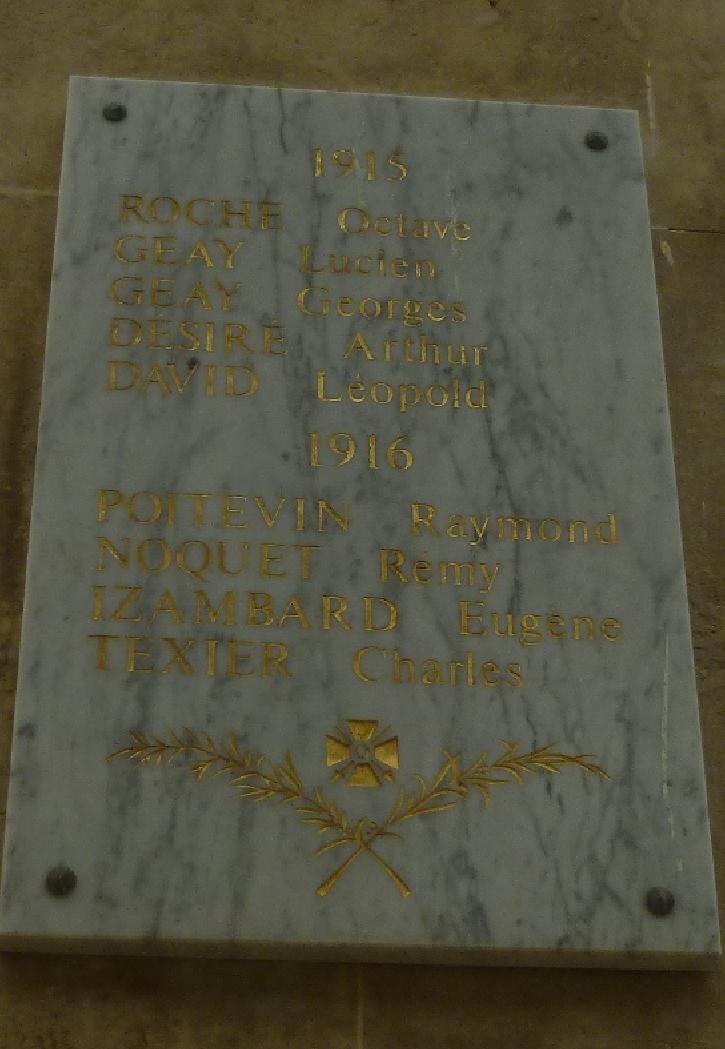 1915
ROCHE Octave
GEAY Lucien
GEAY Georges
DÉSIRÉ Arthur
DAVID Léopold
1916
POITEVIN Raymond
NOQUET Rémy
IZAMBARD Eugène
TEXIER Charles